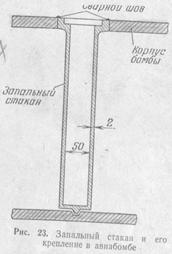 Сварной шов
Корпус
бомбы
Запальный
стакан
2
50
Рис. 23. Запальный стакан и его
крепление в авиабомбе